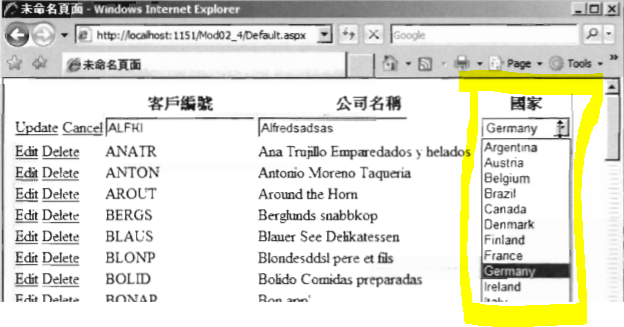 未命名頁面 - Windows Internet Explorer
http://localhost:1151/Mod02_4/Default.aspx Google
未命名頁面 Page Tools
客戶編號 公司名稱 國家
Update Cancel ALFKI Alfredsadsas Germany
Edit Delete ANATR Ana Trujillo Emparedados y helados Argentina
Edit Delete ANTON Antonio Moreno Taqueria Austria
Belgium
Edit Delete AROUT Around the Horn Brazil
Edit Delete BERGS Berglunds snabbkop Canada
Edit Delete BLAUS Blauer See Delikatessen Denmark
Finland
Edit Delete BLONP Blondesddsl pere et fils France
Edit Delete BOLID Bolido Comidas preparadas Germany
Ireland
Edit Delete BONAP Bon app' Italy